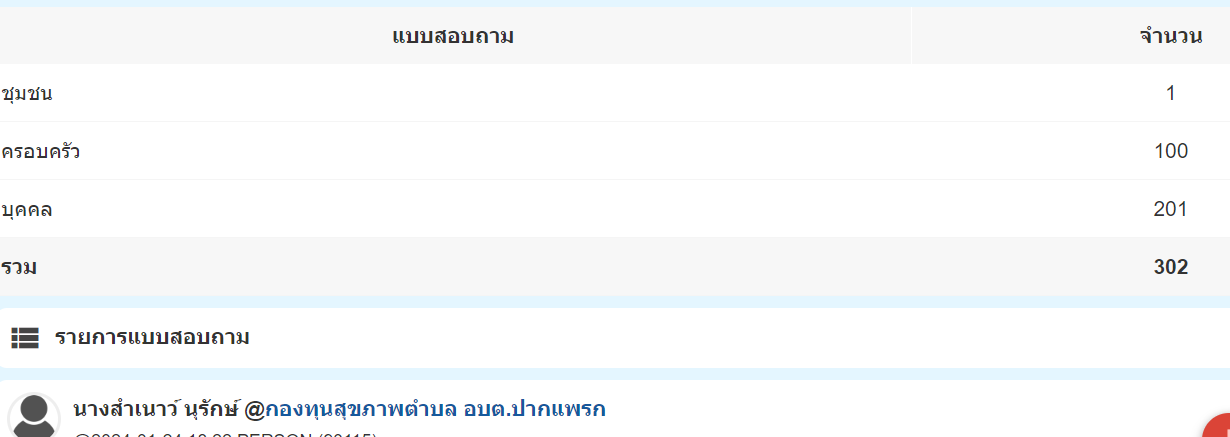 แบบสอบถาม จำนวน
ชุมชน 1
ครอบครัว 100
บุคคล 201
รวม 302
รายการแบบสอบถาม
นางสำเนาว์ นุรักษ์ @กองทุนสุขภาพตำบล อบต.ปากแพรก